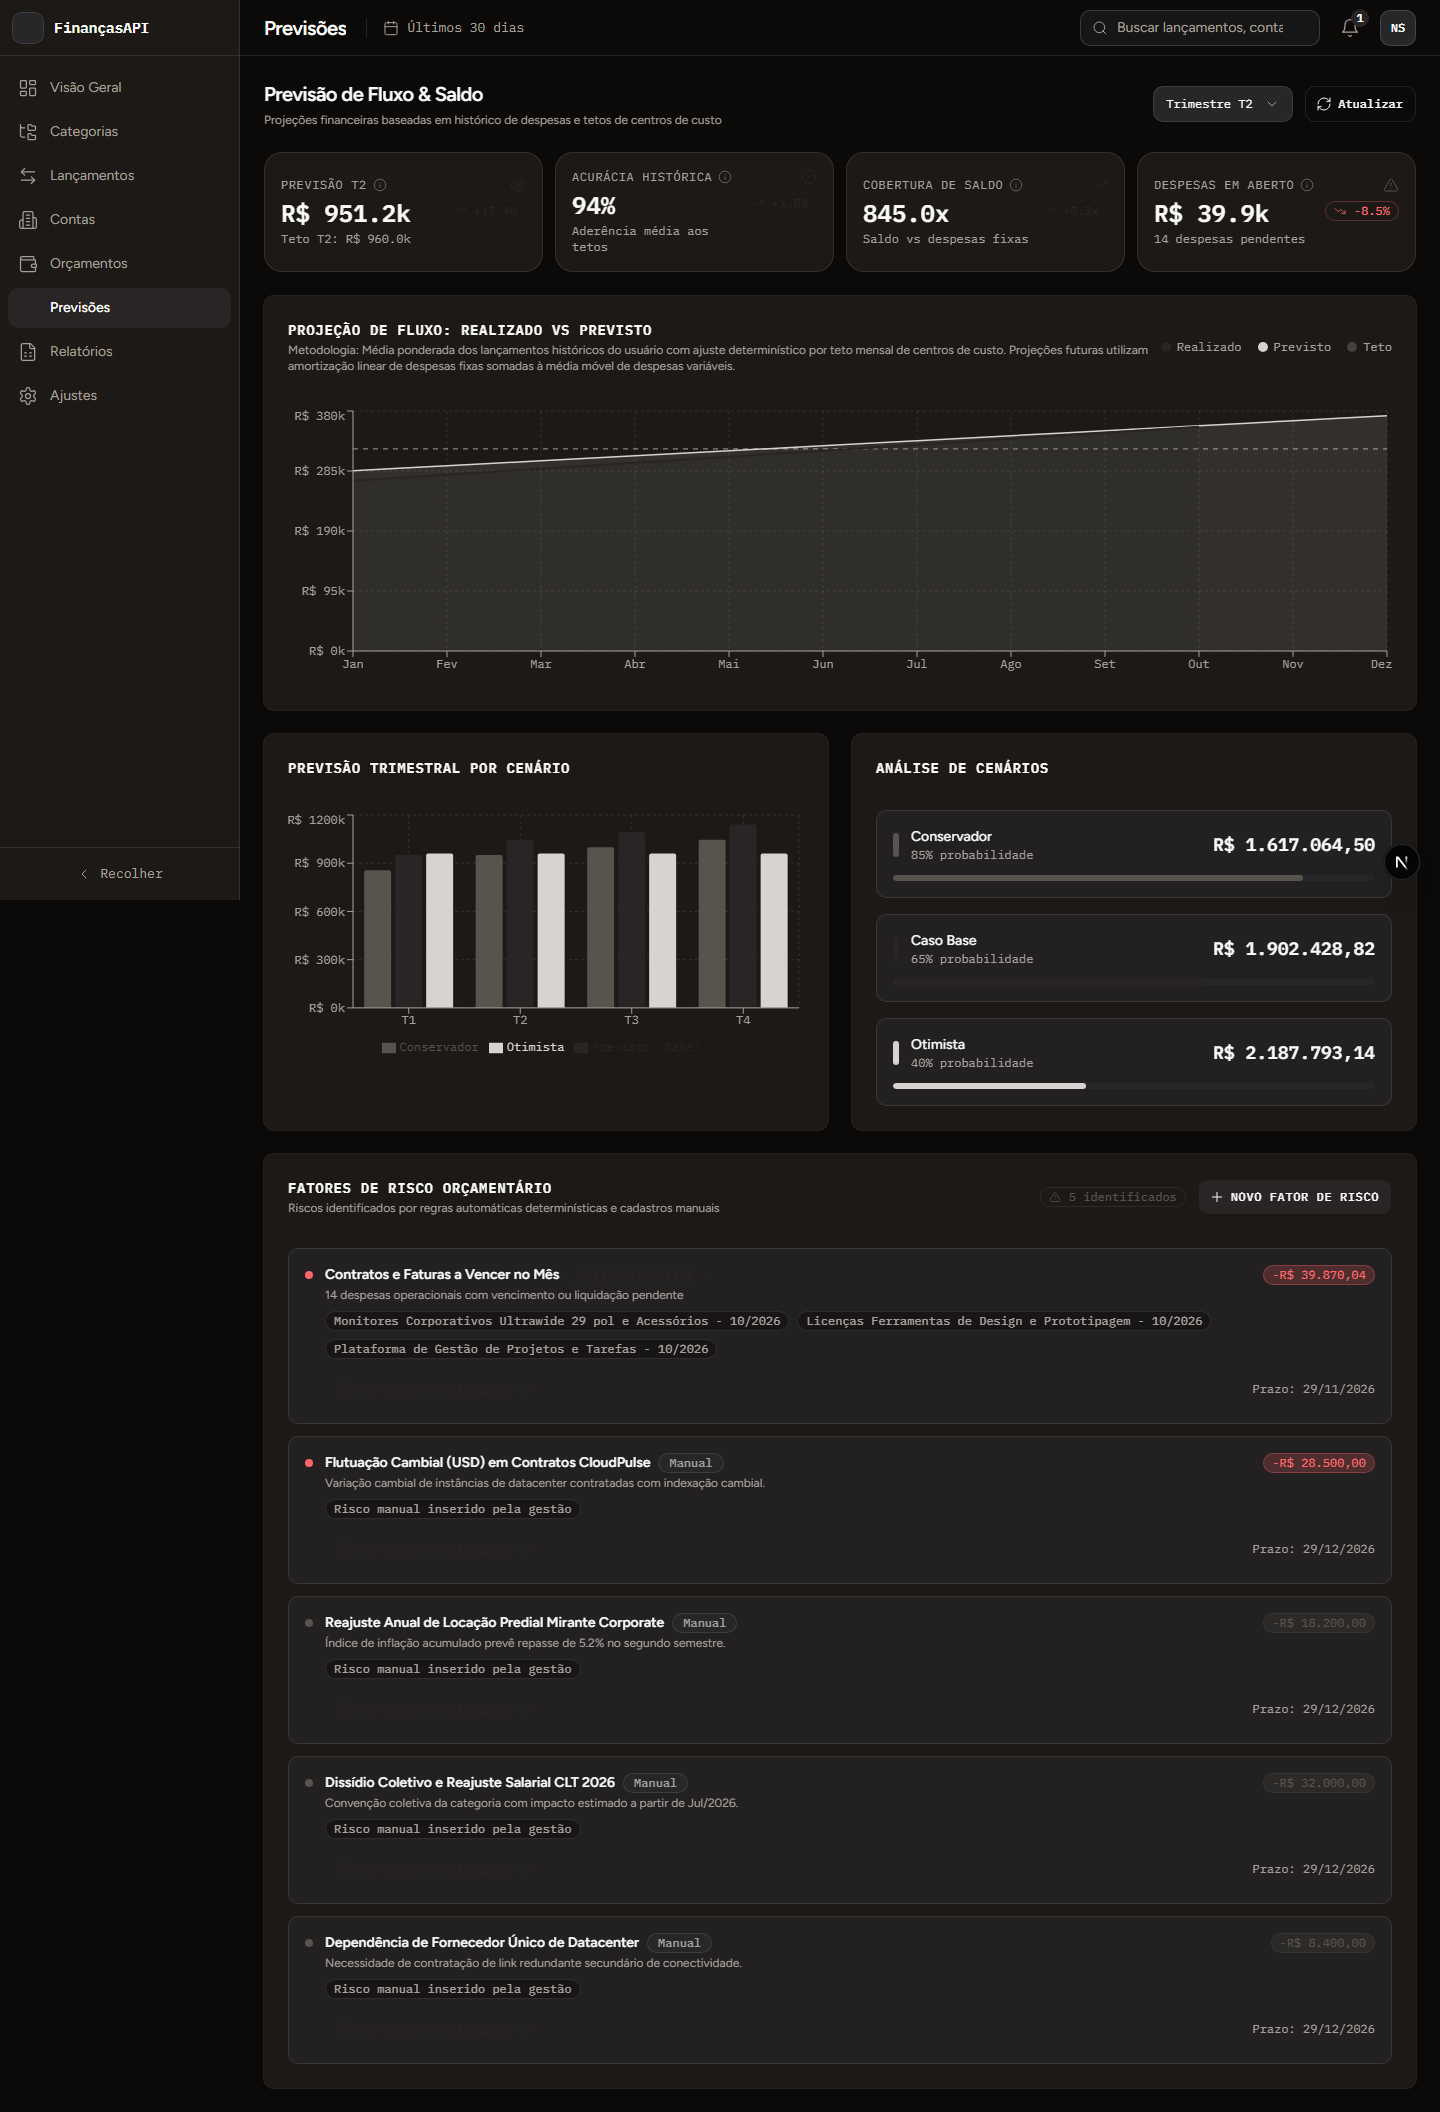 FinançasAPI
Previsões
Últimos 30 dias
Buscar lançamentos, conta
1
NS
Visão Geral
Categorias
Lançamentos
Contas
Orçamentos
Previsões
Relatórios
Ajustes
Recolher
Previsão de Fluxo & Saldo
Projeções financeiras baseadas em histórico de despesas e tetos de centros de custo
Trimestre T2
Atualizar
PREVISÃO T2
R$ 951.2k
+12.4%
Teto T2: R$ 960.0k
ACURÁCIA HISTÓRICA
94%
+1.8%
Aderência média aos
tetos
COBERTURA DE SALDO
845.0x
+0.3x
Saldo vs despesas fixas
DESPESAS EM ABERTO
R$ 39.9k
-8.5%
14 despesas pendentes
PROJEÇÃO DE FLUXO: REALIZADO VS PREVISTO
Metodologia: Média ponderada dos lançamentos históricos do usuário com ajuste determinístico por teto mensal de centros de custo. Projeções futuras utilizam
amortização linear de despesas fixas somadas à média móvel de despesas variáveis.
Realizado
Previsto
Teto
R$ 380k
R$ 285k
R$ 190k
R$ 95k
R$ 0k
Jan Fev Mar Abr Mai Jun Jul Ago Set Out Nov Dez
PREVISÃO TRIMESTRAL POR CENÁRIO
R$ 1200k
R$ 900k
R$ 600k
R$ 300k
R$ 0k
T1 T2 T3 T4
Conservador Otimista Previsto (Base)
ANÁLISE DE CENÁRIOS
Conservador
85% probabilidade
R$ 1.617.064,50
Caso Base
65% probabilidade
R$ 1.902.428,82
Otimista
40% probabilidade
R$ 2.187.793,14
N
FATORES DE RISCO ORÇAMENTÁRIO
Riscos identificados por regras automáticas determinísticas e cadastros manuais
5 identificados
NOVO FATOR DE RISCO
Contratos e Faturas a Vencer no Mês
-R$ 39.870,04
14 despesas operacionais com vencimento ou liquidação pendente
Monitores Corporativos Ultrawide 29 pol e Acessórios - 10/2026
Licenças Ferramentas de Design e Prototipagem - 10/2026
Plataforma de Gestão de Projetos e Tarefas - 10/2026
Prazo: 29/11/2026
Flutuação Cambial (USD) em Contratos CloudPulse
Manual
-R$ 28.500,00
Variação cambial de instâncias de datacenter contratadas com indexação cambial.
Risco manual inserido pela gestão
Prazo: 29/12/2026
Reajuste Anual de Locação Predial Mirante Corporate
Manual
-R$ 18.200,00
Índice de inflação acumulado prevê repasse de 5.2% no segundo semestre.
Risco manual inserido pela gestão
Prazo: 29/12/2026
Dissídio Coletivo e Reajuste Salarial CLT 2026
Manual
-R$ 32.000,00
Convenção coletiva da categoria com impacto estimado a partir de Jul/2026.
Risco manual inserido pela gestão
Prazo: 29/12/2026
Dependência de Fornecedor Único de Datacenter
Manual
-R$ 8.400,00
Necessidade de contratação de link redundante secundário de conectividade.
Risco manual inserido pela gestão
Prazo: 29/12/2026